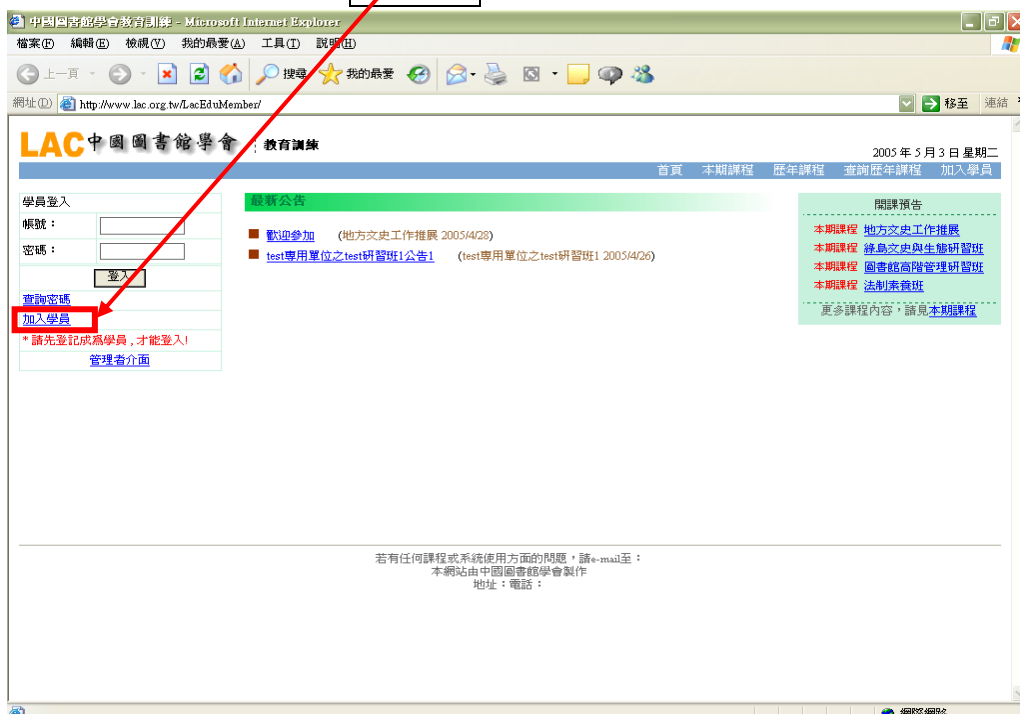 中國圖書館學會教育訓練 - Microsoft Internet Explorer
檔案(F) 編輯(E) 檢視(V) 我的最愛(A) 工具(T) 說明(H)
上一頁 搜尋 我的最愛
網址(D) http://www.lac.org.tw/LacEduMember/ 移至 連結
LAC中國圖書館學會 教育訓練
2005 年 5 月 3 日 星期二
首頁 本期課程 歷年課程 查詢歷年課程 加入學員
學員登入
帳號：
密碼：
登入
查詢密碼
加入學員
* 請先登記成為學員 , 才能登入!
管理者介面
最新公告
歡迎參加 (地方文史工作推展 2005/4/28)
test專用單位之test研習班1公告1 (test專用單位之test研習班1 2005/4/26)
開課預告
本期課程 地方文史工作推展
本期課程 綠島文史與生態研習班
本期課程 圖書館高階管理研習班
本期課程 法制素養班
更多課程內容，請見本期課程
若有任何課程或系統使用方面的問題，請e-mail至：
本網站由中國圖書館學會製作
地址：電話：
網際網路